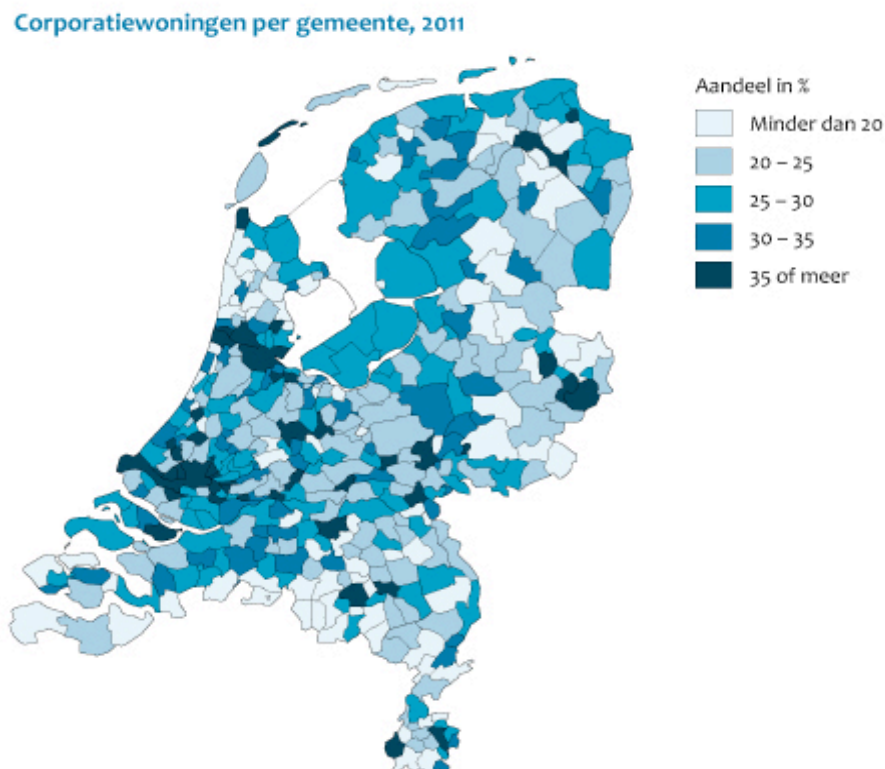 Corporatiewoningen per gemeente, 2011
Aandeel in %
Minder dan 20
20 – 25
25 – 30
30 – 35
35 of meer